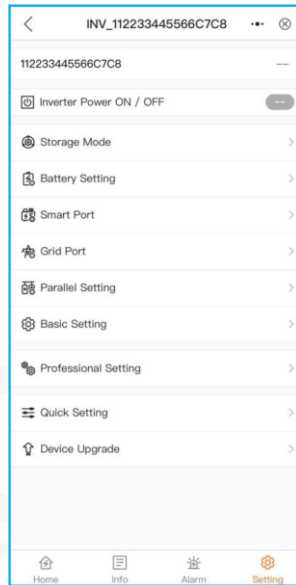 INV_112233445566C7C8
112233445566C7C8 --
Inverter Power ON / OFF --
Storage Mode
Battery Setting
Smart Port
Grid Port
Parallel Setting
Basic Setting
Professional Setting
Quick Setting
Device Upgrade
Home Info Alarm Setting